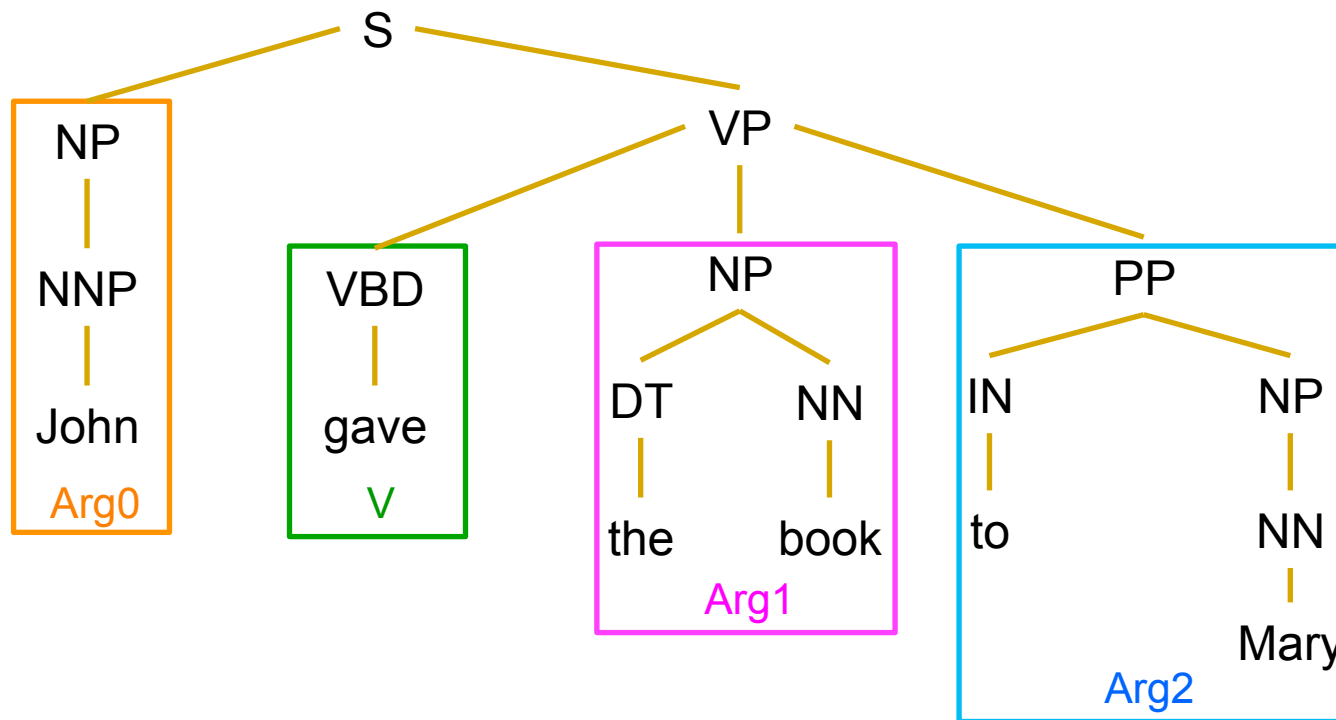 S
NP VP
NNP VBD NP PP
John gave DT NN IN NP
Arg0 V the book to NN
Arg1 Mary
Arg2